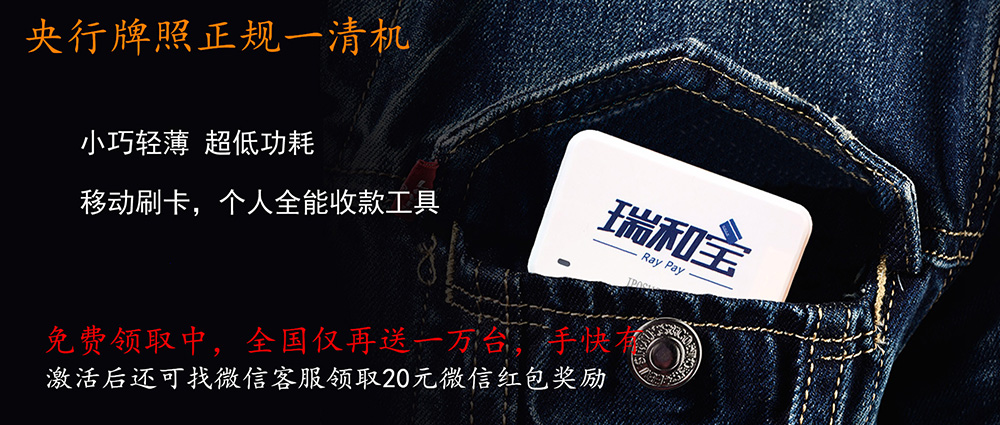 央行牌照正规一清机
小巧轻薄 超低功耗
移动刷卡，个人全能收款工具
瑞和宝
Ray Pay
免费领取中，全国仅再送一万台，手快有
激活后还可找微信客服领取20元微信红包奖励